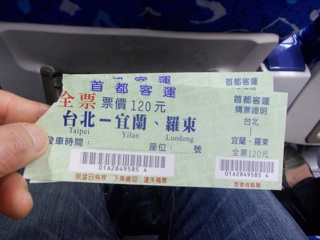 首都客運
全票 票價120元
台北－宜蘭、羅東
Taipei Yilan Luodong
發車時間： 座位： 號
01A2849585 4
首都客運
購票證明
台北
｜
宜蘭、羅東
全票120元
01A2849585 4